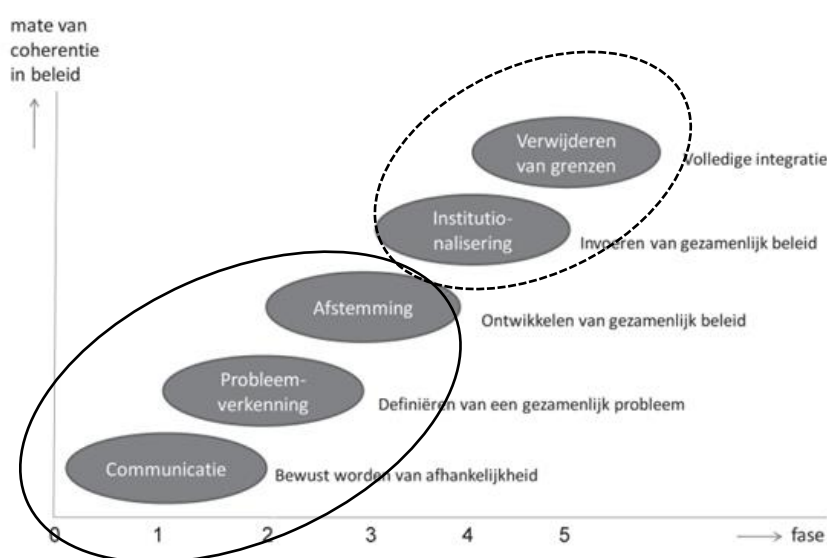 mate van
coherentie
in beleid
Verwijderen
van grenzen
Volledige integratie
Institutio-
nalisering
Invoeren van gezamenlijk beleid
Afstemming
Ontwikkelen van gezamenlijk beleid
Probleem-
verkenning
Definiëren van een gezamenlijk probleem
Communicatie
Bewust worden van afhankelijkheid
0 1 2 3 4 5 fase